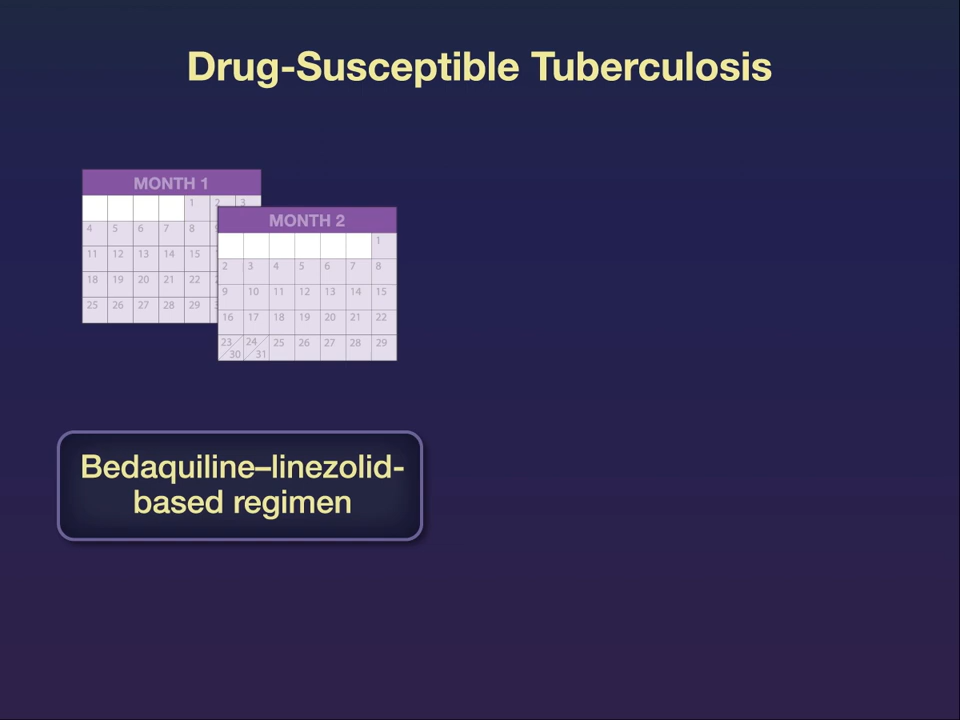 Drug-Susceptible Tuberculosis
MONTH 1
1 2 3
4 5 6 7 8
11 12 13 14 15
18 19 20 21 22
25 26 27 28 29
MONTH 2
1
2 3 4 5 6 7 8
9 10 11 12 13 14 15
16 17 18 19 20 21 22
23/30 24/31 25 26 27 28 29
Bedaquiline–linezolid-
based regimen